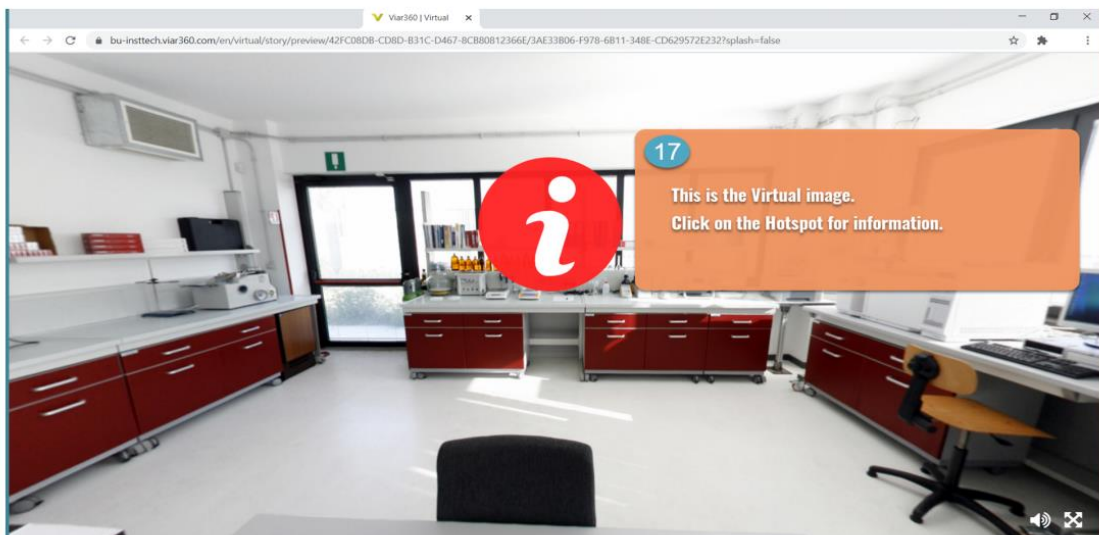 Viar360 | Virtual
bu-insttech.viar360.com/en/virtual/story/preview/42FC08DB-CD8D-B31C-D467-8CB80812366E/3AE33B06-F978-6B11-348E-CD629572E232?splash=false
17
This is the Virtual image.
Click on the Hotspot for information.
i